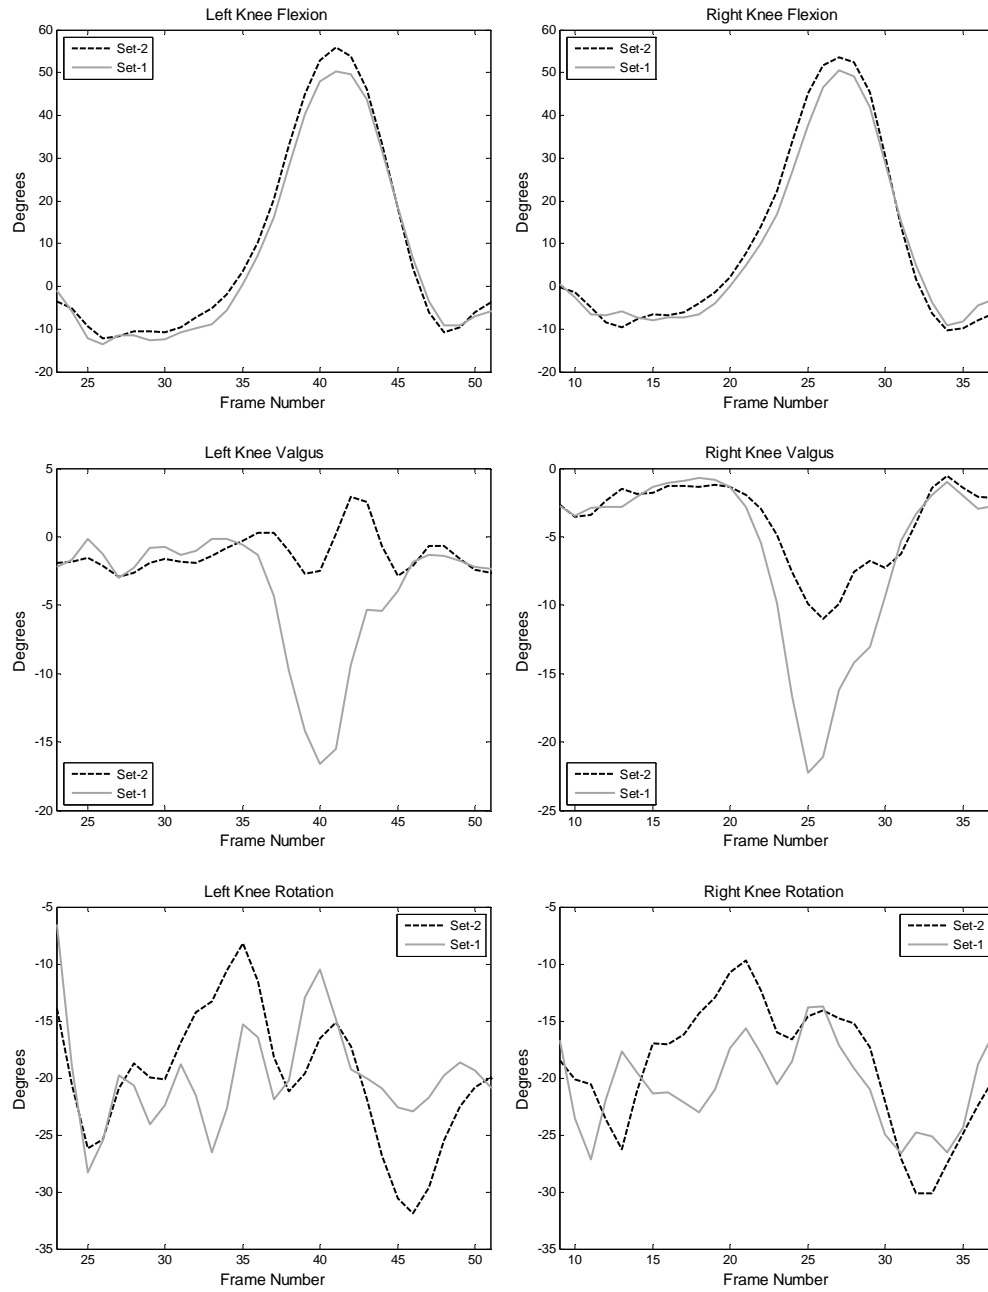 Left Knee Flexion
Right Knee Flexion
60
50
40
30
20
10
0
-10
-20
Degrees
Set-2
Set-1
25
30
35
40
45
50
Frame Number
60
50
40
30
20
10
0
-10
-20
Degrees
Set-2
Set-1
10
15
20
25
30
35
Frame Number
Left Knee Valgus
Right Knee Valgus
5
0
-5
-10
-15
-20
Degrees
Set-2
Set-1
25
30
35
40
45
50
Frame Number
0
-5
-10
-15
-20
-25
Degrees
Set-2
Set-1
10
15
20
25
30
35
Frame Number
Left Knee Rotation
Right Knee Rotation
-5
-10
-15
-20
-25
-30
-35
Degrees
Set-2
Set-1
25
30
35
40
45
50
Frame Number
-5
-10
-15
-20
-25
-30
-35
Degrees
Set-2
Set-1
10
15
20
25
30
35
Frame Number